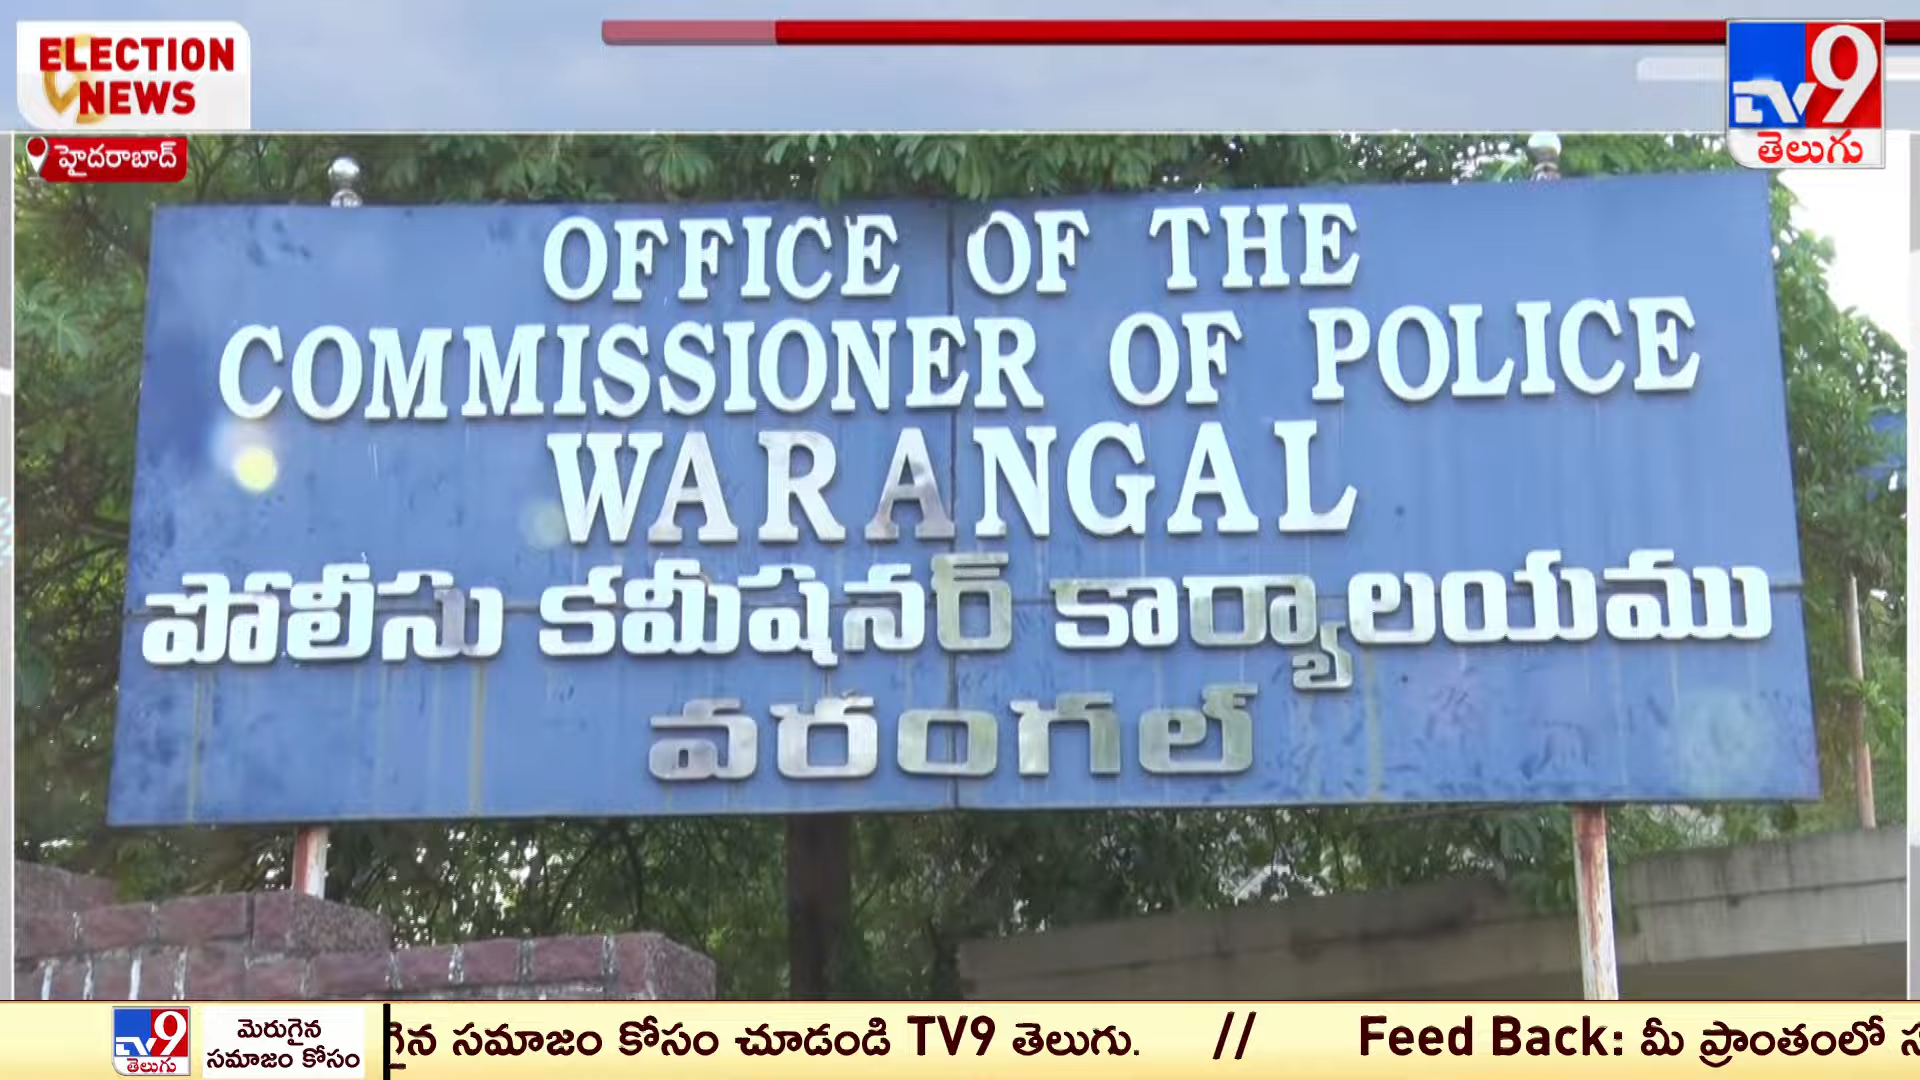 ELECTION
NEWS
హైదరాబాద్
TV9
తెలుగు
OFFICE OF THE
COMMISSIONER OF POLICE
WARANGAL
పోలీసు కమీషనర్ కార్యాలయము
వరంగల్
TV9
తెలుగు
మెరుగైన
సమాజం కోసం
సమాజం కోసం చూడండి TV9 తెలుగు. // Feed Back: మీ ప్రాంతంలో